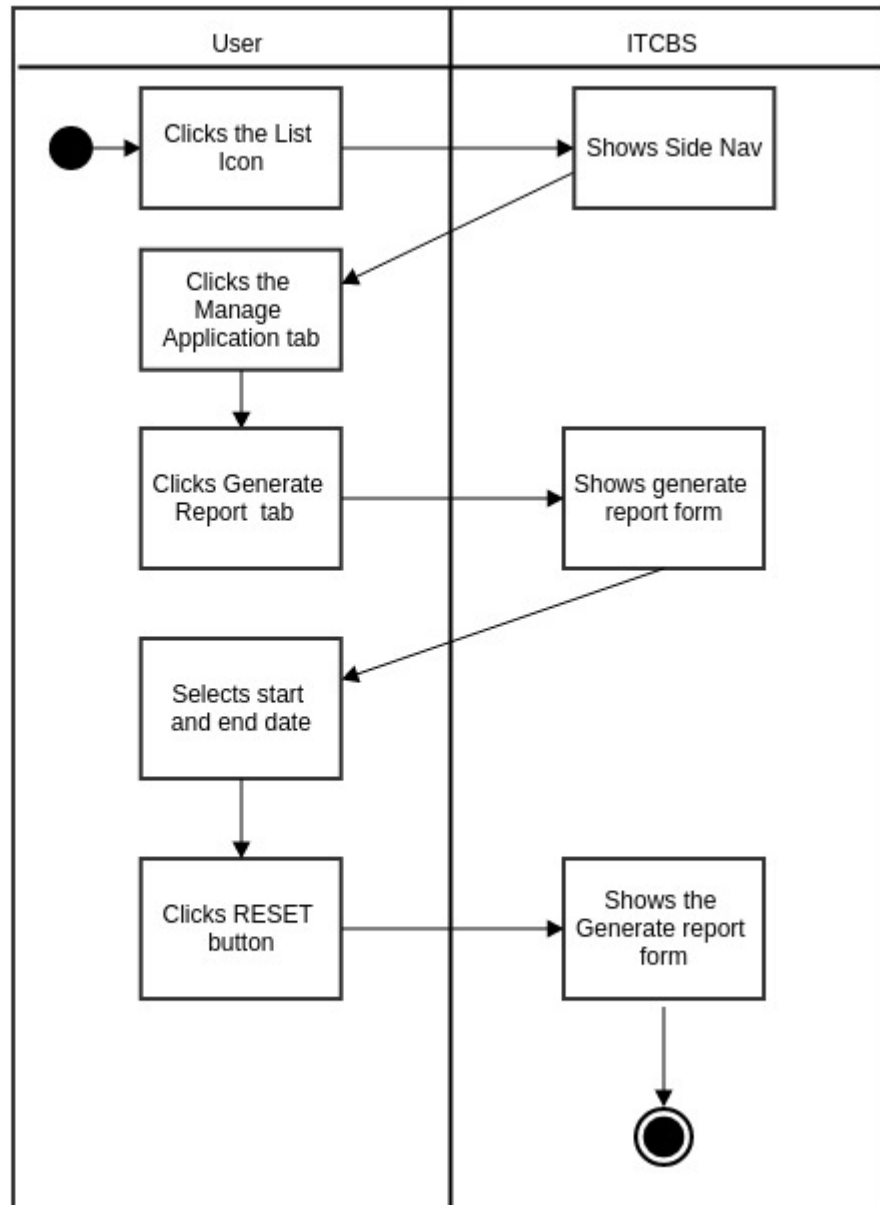 User
ITCBS
Clicks the List
Icon
Shows Side Nav
Clicks the
Manage
Application tab
Clicks Generate
Report tab
Shows generate
report form
Selects start
and end date
Clicks RESET
button
Shows the
Generate report
form